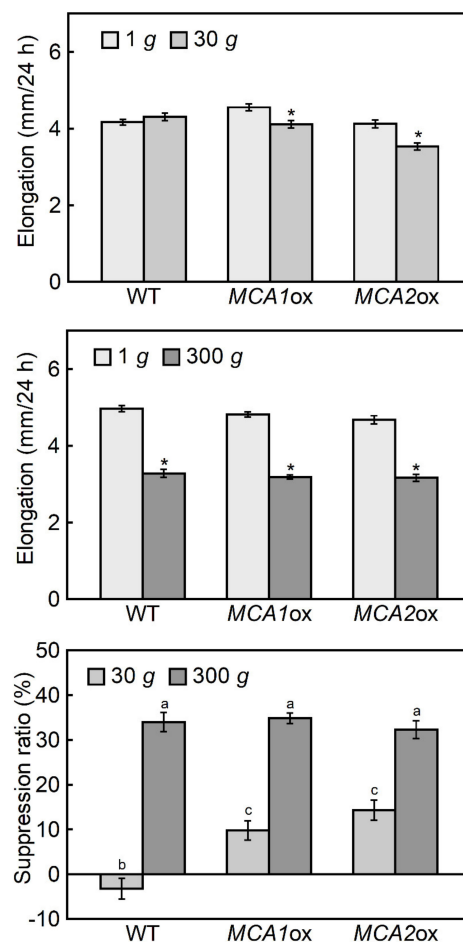 6
4
2
0
Elongation (mm/24 h)
1 g 30 g
*
*
WT MCA1ox MCA2ox
6
4
2
0
Elongation (mm/24 h)
1 g 300 g
* * *
WT MCA1ox MCA2ox
50
40
30
20
10
0
-10
Suppression ratio (%)
30 g 300 g
a a a
b c c
WT MCA1ox MCA2ox